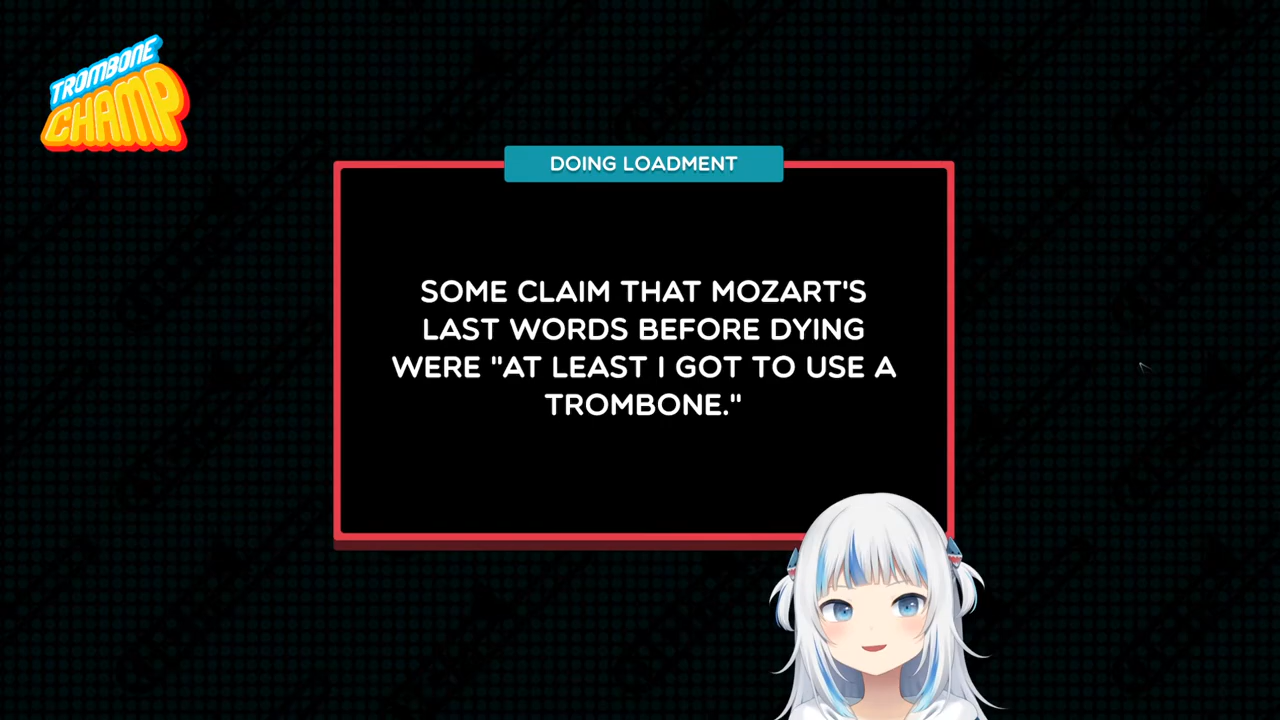 TROMBONE
CHAMP
DOING LOADMENT
SOME CLAIM THAT MOZART'S
LAST WORDS BEFORE DYING
WERE "AT LEAST I GOT TO USE A
TROMBONE."